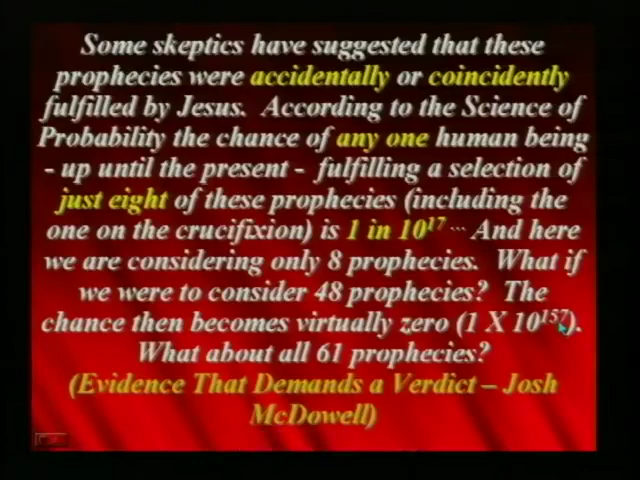 Some skeptics have suggested that these
prophecies were accidentally or coincidently
fulfilled by Jesus. According to the Science of
Probability the chance of any one human being
- up until the present - fulfilling a selection of
just eight of these prophecies (including the
one on the crucifixion) is 1 in 10¹⁷ ... And here
we are considering only 8 prophecies. What if
we were to consider 48 prophecies? The
chance then becomes virtually zero (1 X 10¹⁵⁷).
What about all 61 prophecies?
(Evidence That Demands a Verdict – Josh
McDowell)